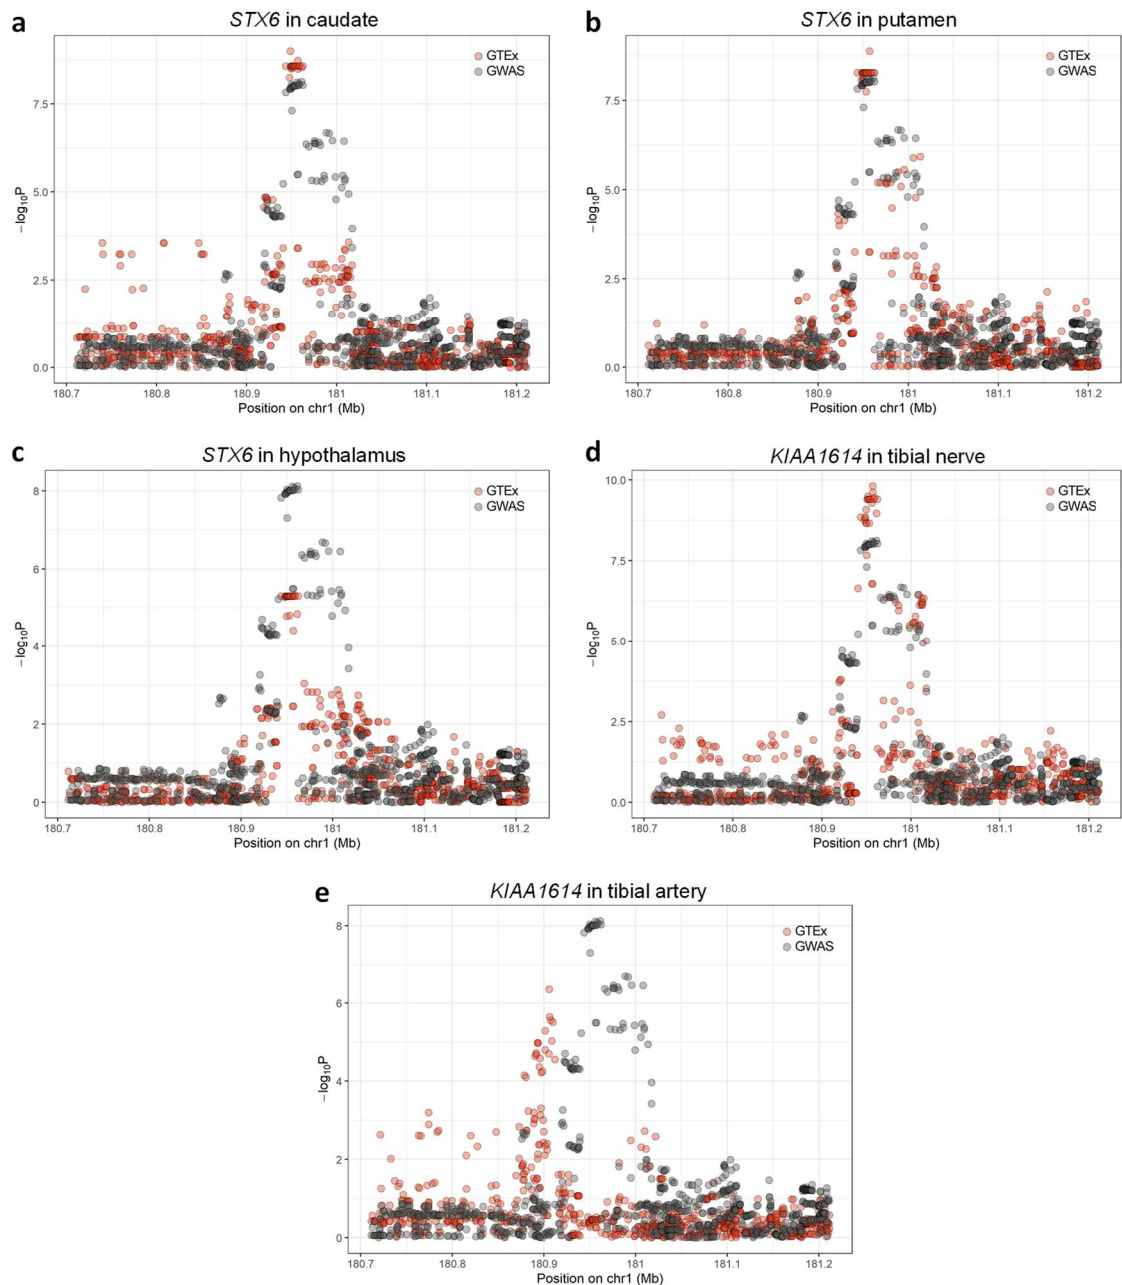 a
STX6 in caudate
GTEx
GWAS
7.5
5.0
2.5
0.0
−log10P
180.7 180.8 180.9 181 181.1 181.2
Position on chr1 (Mb)
b
STX6 in putamen
GTEx
GWAS
7.5
5.0
2.5
0.0
−log10P
180.7 180.8 180.9 181 181.1 181.2
Position on chr1 (Mb)
c
STX6 in hypothalamus
GTEx
GWAS
8
6
4
2
0
−log10P
180.7 180.8 180.9 181 181.1 181.2
Position on chr1 (Mb)
d
KIAA1614 in tibial nerve
GTEx
GWAS
10.0
7.5
5.0
2.5
0.0
−log10P
180.7 180.8 180.9 181 181.1 181.2
Position on chr1 (Mb)
e
KIAA1614 in tibial artery
GTEx
GWAS
8
6
4
2
0
−log10P
180.7 180.8 180.9 181 181.1 181.2
Position on chr1 (Mb)